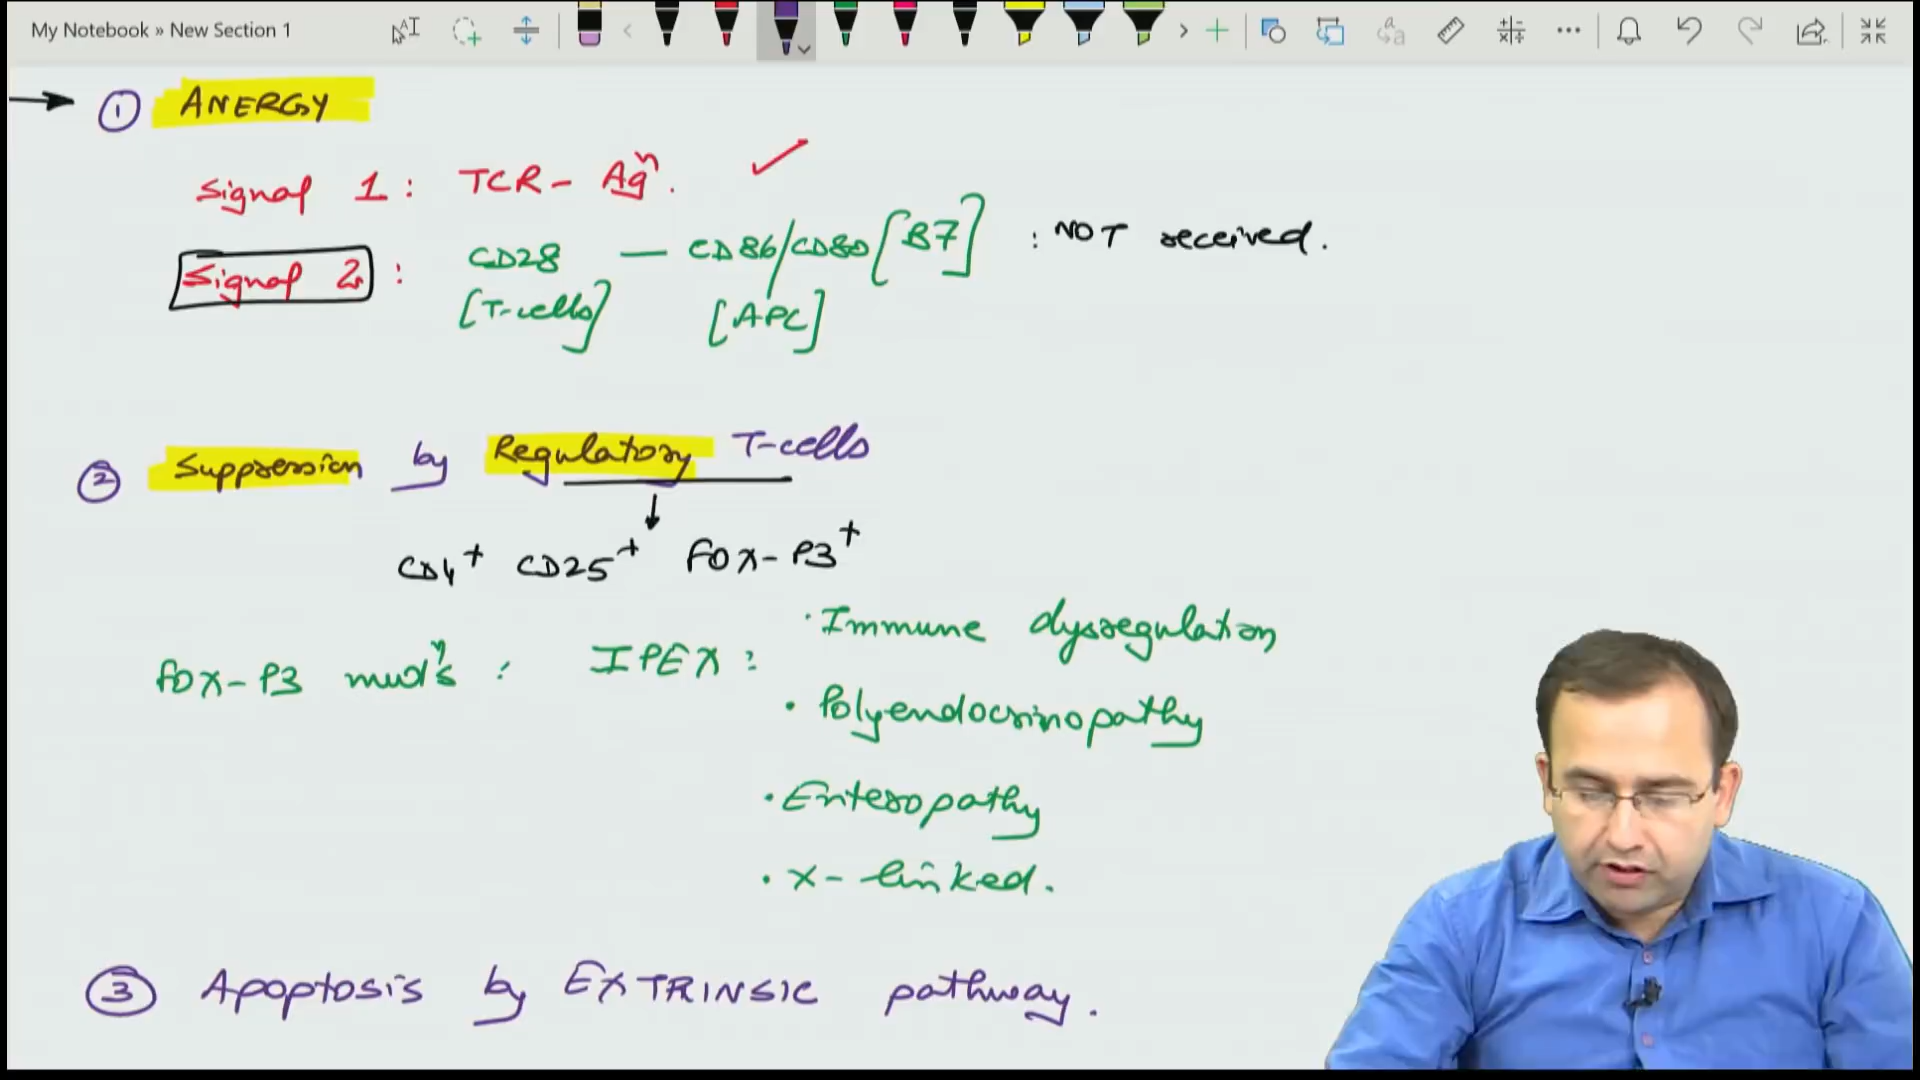 My Notebook » New Section 1
① ANERGY
Signal 1 : TCR - Agⁿ.
Signal 2 : CD28 — CD86/CD80 [B7] : NOT received.
[T-cells] [APC]
② Suppression by Regulatory T-cells
CD4⁺ CD25⁺ FOX-P3⁺
FOX-P3 mutⁿs : IPEX :
· Immune dysregulation
· Polyendocrinopathy
· Enteropathy
· X-linked.
③ Apoptosis by EXTRINSIC pathway.